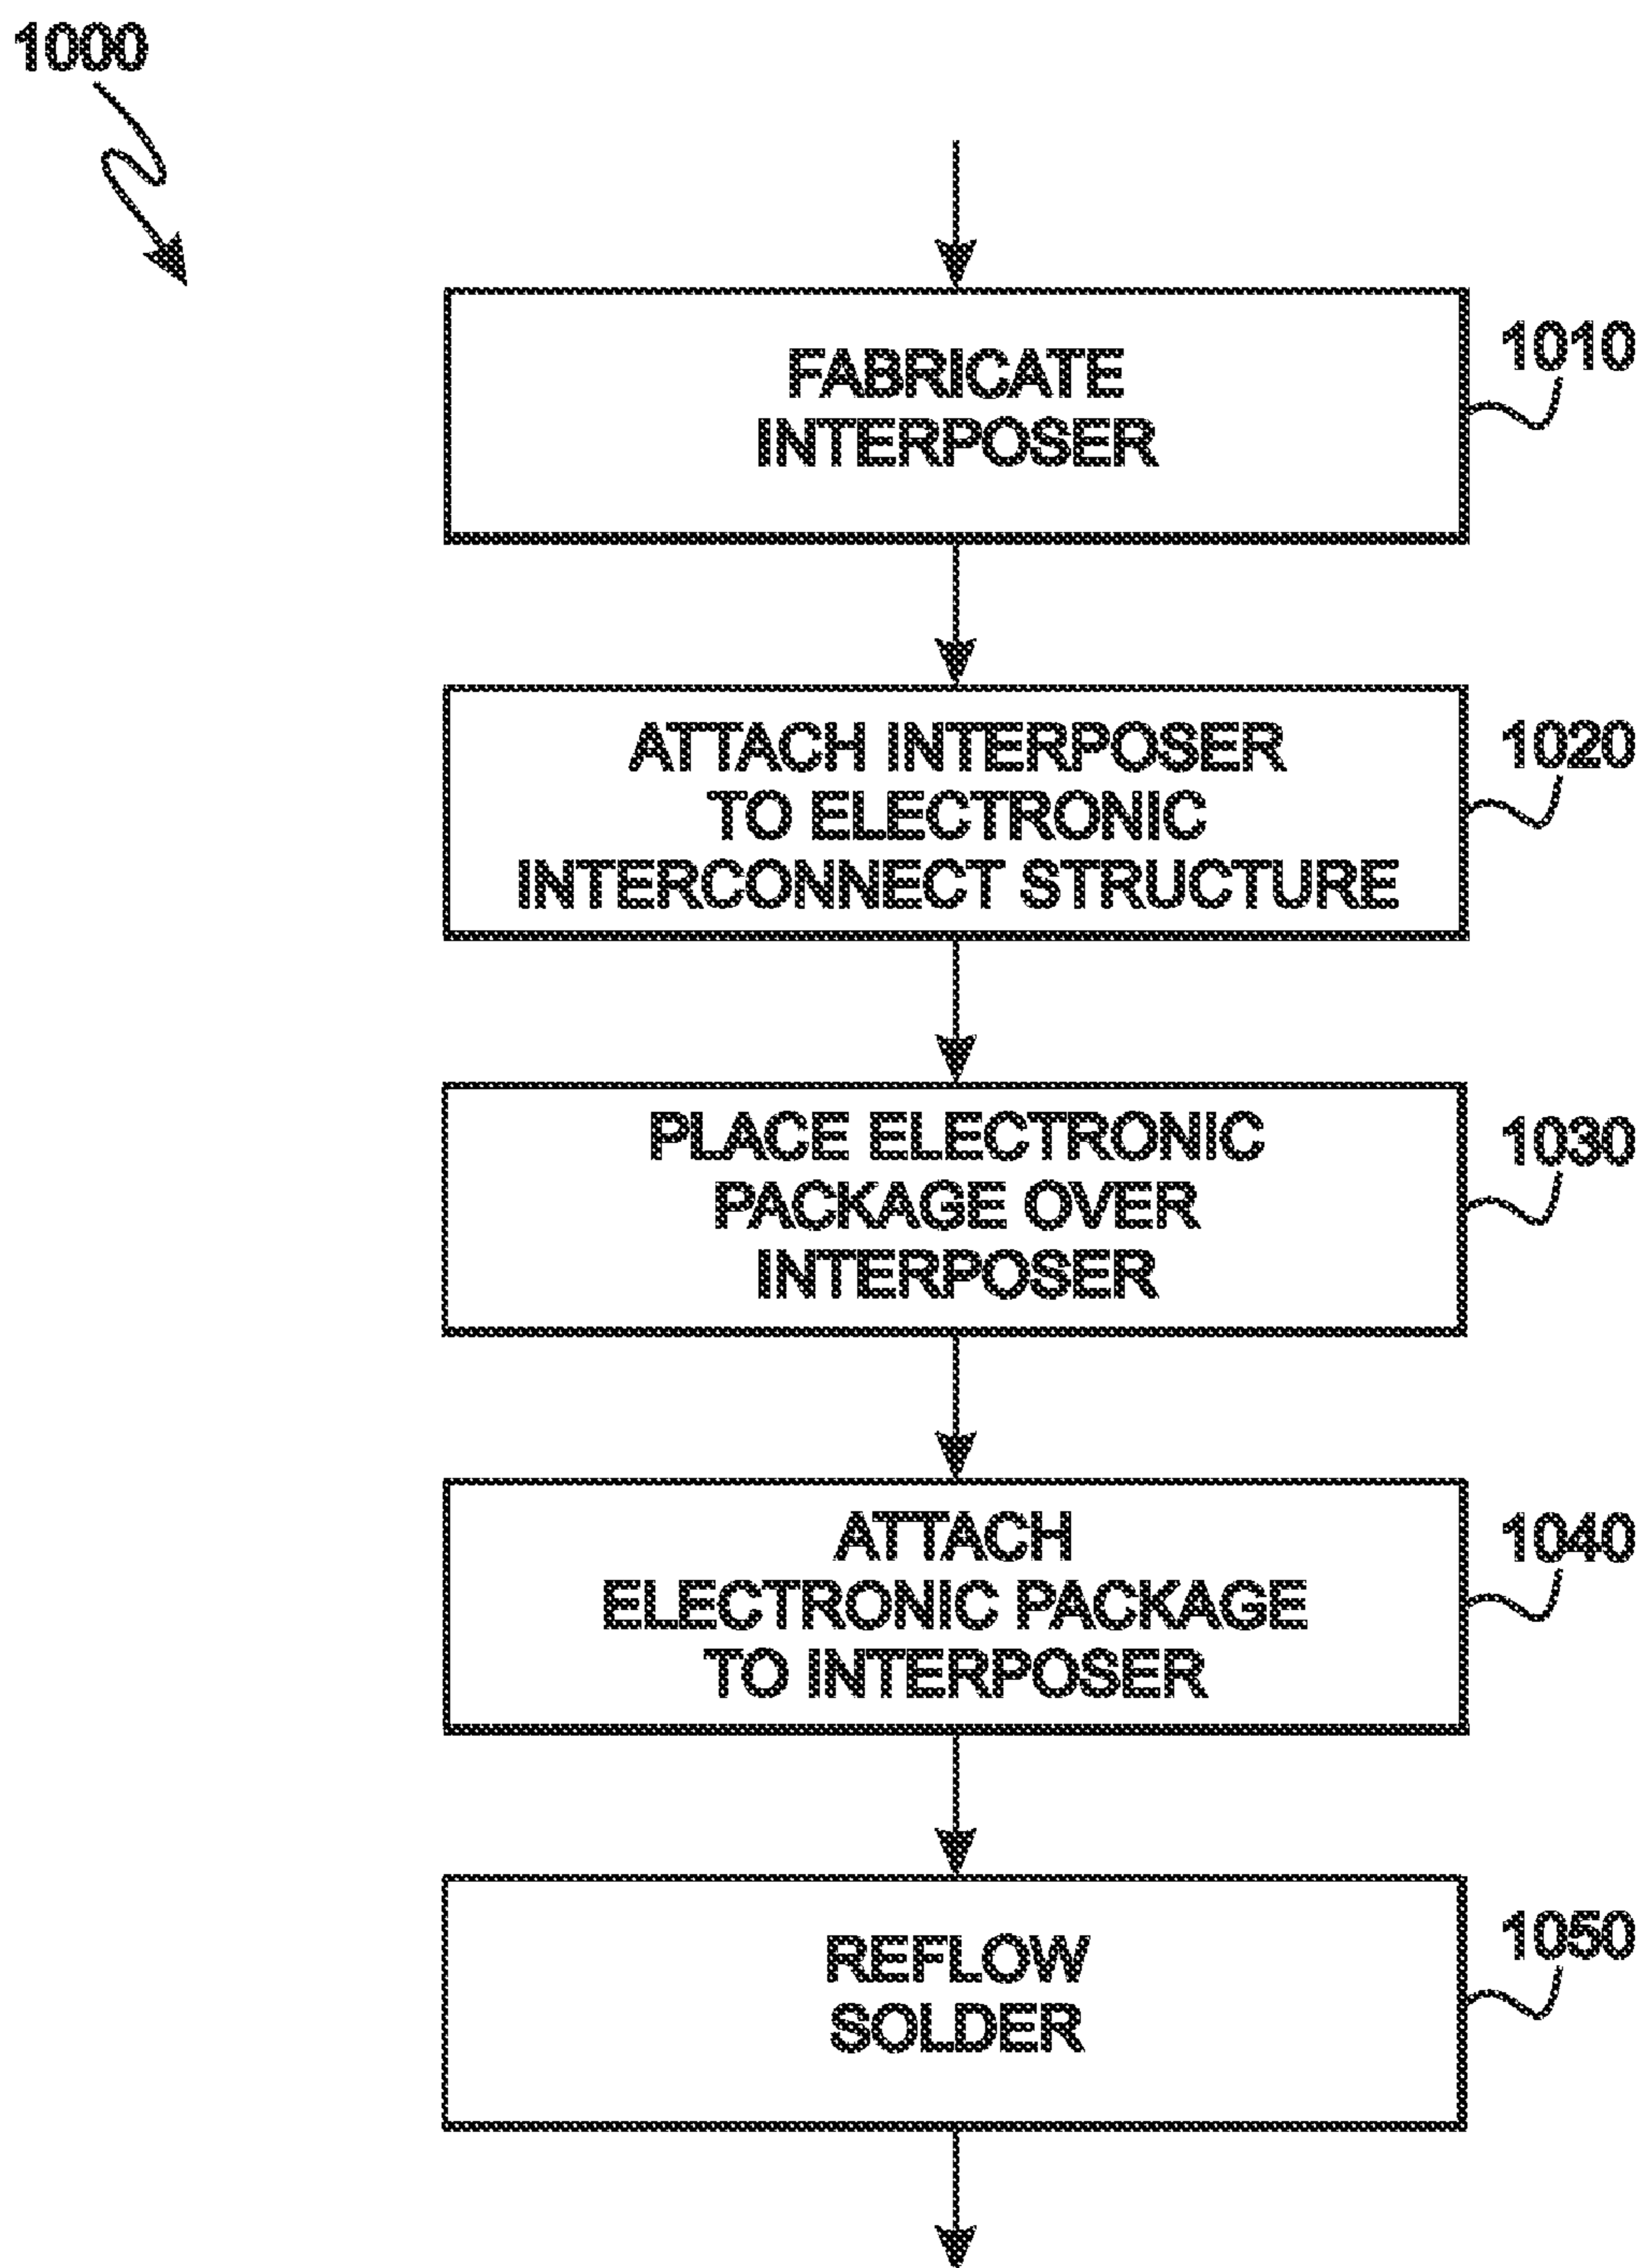 1000
FABRICATE
INTERPOSER
1010
ATTACH INTERPOSER
TO ELECTRONIC
INTERCONNECT STRUCTURE
1020
PLACE ELECTRONIC
PACKAGE OVER
INTERPOSER
1030
ATTACH
ELECTRONIC PACKAGE
TO INTERPOSER
1040
REFLOW
SOLDER
1050